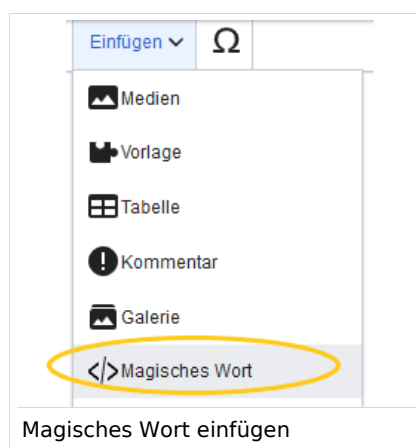 Einfügen Ω
Medien
Vorlage
Tabelle
Kommentar
Galerie
</>Magisches Wort
Magisches Wort einfügen